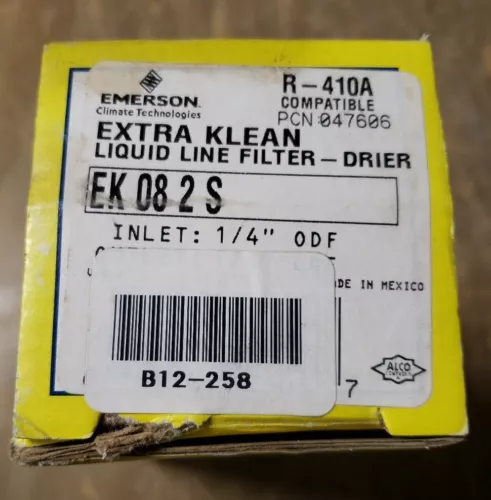 R-410A
EMERSON.
COMPATIBLE
Climate Technologies
PCN 047606
EXTRA KLEAN
LIQUID LINE FILTER-DRIER
EK 08 2 S
INLET: 1/4" ODF
IN MEXICO
B12-258
7
ALCO